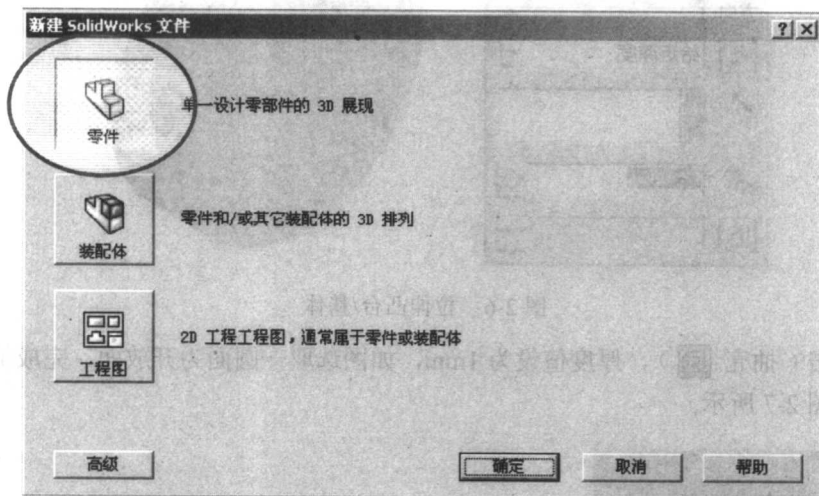 新建 SolidWorks 文件
零件
单一设计零部件的 3D 展现
装配体
零件和/或其它装配体的 3D 排列
工程图
2D 工程工程图，通常属于零件或装配体
高级
确定
取消
帮助